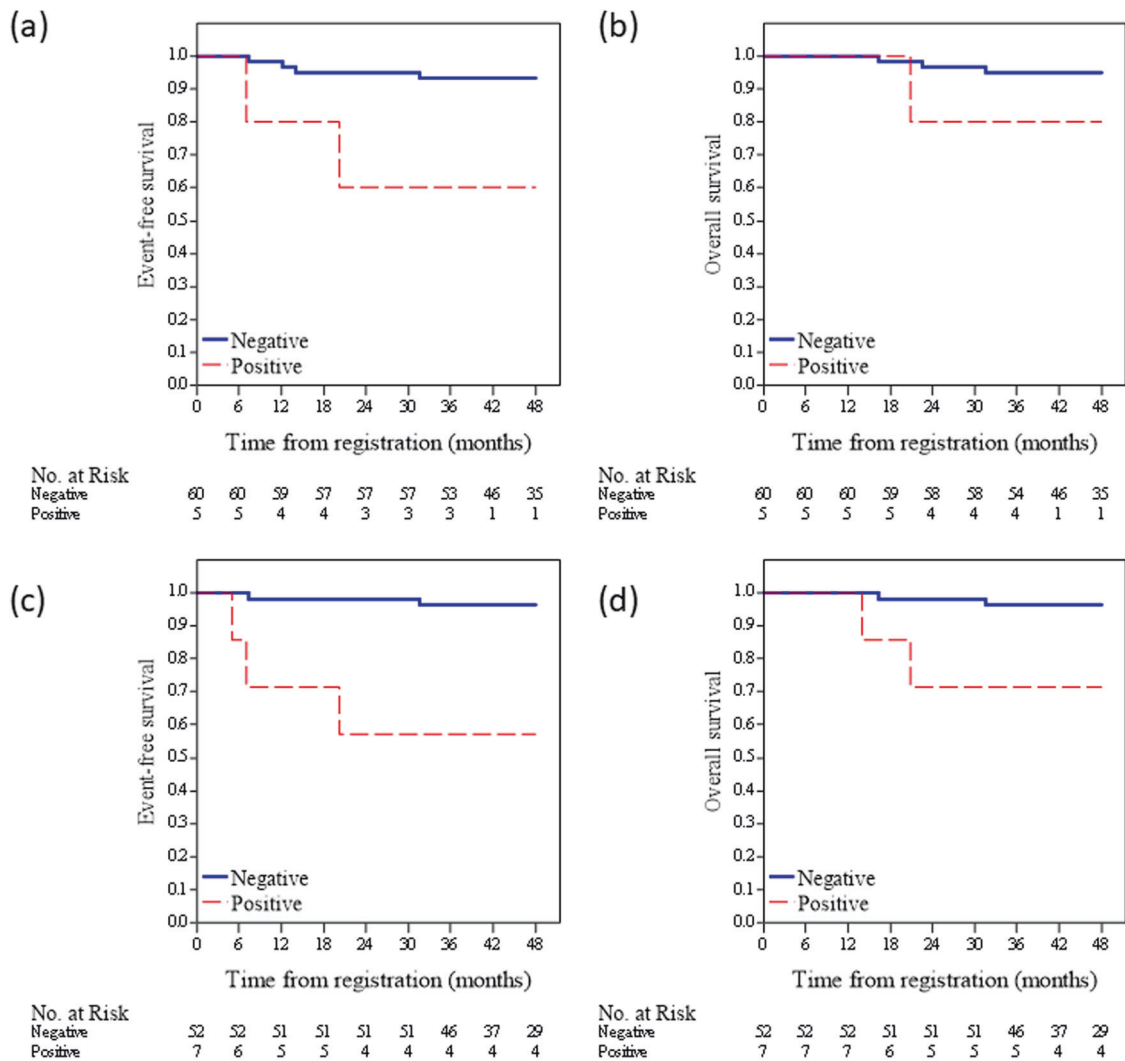 (a)
1.0
0.9
0.8
0.7
0.6
0.5
0.4
0.3
0.2
0.1
0.0
Event-free survival
Negative
Positive
0 6 12 18 24 30 36 42 48
Time from registration (months)
No. at Risk
Negative 60 60 59 57 57 57 53 46 35
Positive 5 5 4 4 3 3 3 1 1
(b)
1.0
0.9
0.8
0.7
0.6
0.5
0.4
0.3
0.2
0.1
0.0
Overall survival
Negative
Positive
0 6 12 18 24 30 36 42 48
Time from registration (months)
No. at Risk
Negative 60 60 60 59 58 58 54 46 35
Positive 5 5 5 5 4 4 4 1 1
(c)
1.0
0.9
0.8
0.7
0.6
0.5
0.4
0.3
0.2
0.1
0.0
Event-free survival
Negative
Positive
0 6 12 18 24 30 36 42 48
Time from registration (months)
No. at Risk
Negative 52 52 51 51 51 51 46 37 29
Positive 7 6 5 5 4 4 4 4 4
(d)
1.0
0.9
0.8
0.7
0.6
0.5
0.4
0.3
0.2
0.1
0.0
Overall survival
Negative
Positive
0 6 12 18 24 30 36 42 48
Time from registration (months)
No. at Risk
Negative 52 52 52 51 51 51 46 37 29
Positive 7 7 7 6 5 5 5 4 4